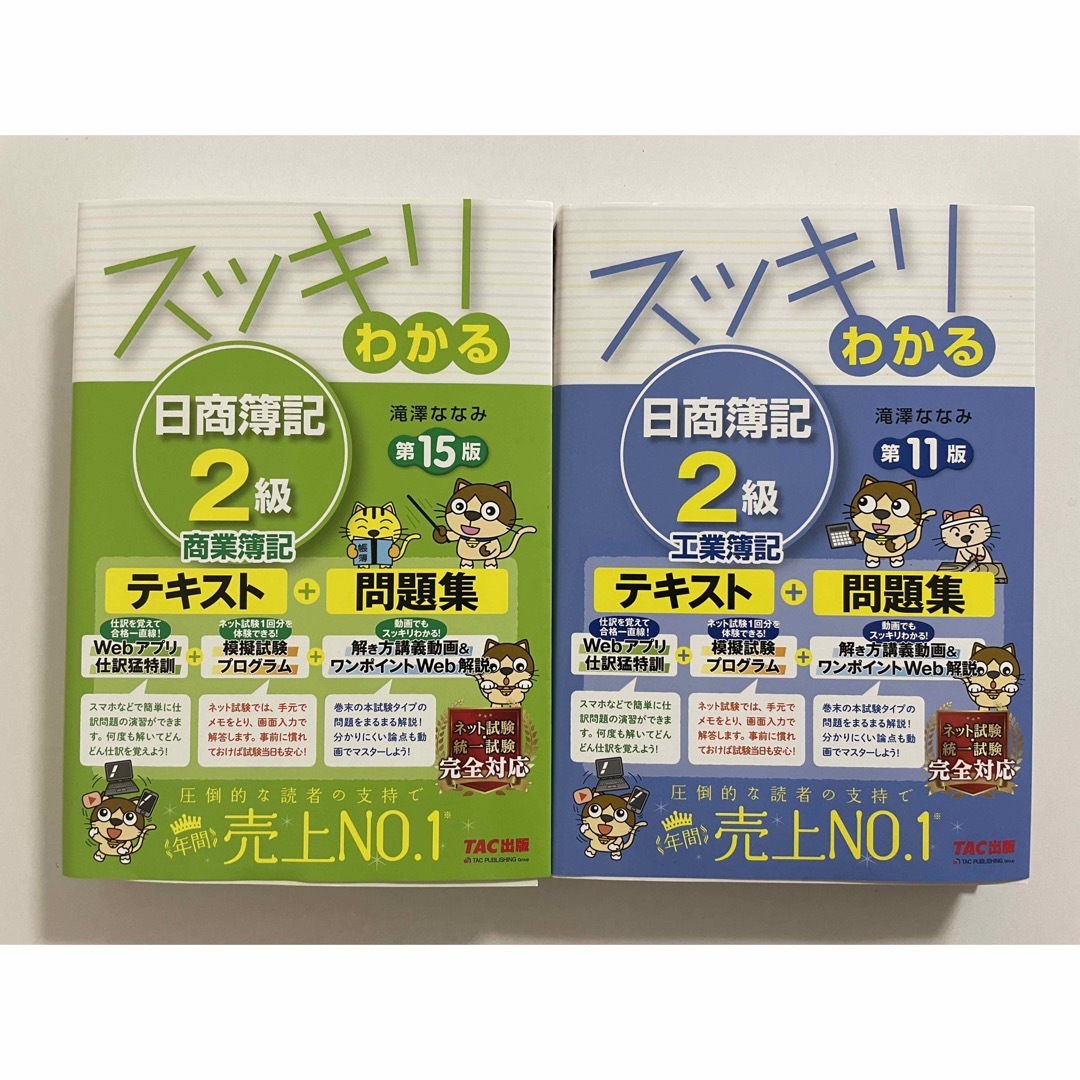 スッキリ
わかる
日商簿記
2級
商業簿記
滝澤ななみ
第15版
帳簿
テキスト
+
問題集
仕訳を覚えて
合格一直線!
Webアプリ
仕訳猛特訓
+
ネット試験1回分を
体験できる!
模擬試験
プログラム
+
動画でも
スッキリわかる!
解き方講義動画&
ワンポイントWeb解説
スマホなどで簡単に仕
訳問題の演習ができま
す。何度も解いてどん
どん仕訳を覚えよう!
ネット試験では、手元で
メモをとり、画面入力で
解答します。事前に慣れ
ておけば試験当日も安心!
巻末の本試験タイプの
問題をまるまる解説!
分かりにくい論点も動
画でマスターしよう!
ネット試験
統一試験
完全対応
圧倒的な読者の支持で
年間
売上NO.1※
TAC出版
TAC PUBLISHING Group
スッキリ
わかる
日商簿記
2級
工業簿記
滝澤ななみ
第11版
テキスト
+
問題集
仕訳を覚えて
合格一直線!
Webアプリ
仕訳猛特訓
+
ネット試験1回分を
体験できる!
模擬試験
プログラム
+
動画でも
スッキリわかる!
解き方講義動画&
ワンポイントWeb解説
スマホなどで簡単に仕
訳問題の演習ができま
す。何度も解いてどん
どん仕訳を覚えよう!
ネット試験では、手元で
メモをとり、画面入力で
解答します。事前に慣れ
ておけば試験当日も安心!
巻末の本試験タイプの
問題をまるまる解説!
分かりにくい論点も動
画でマスターしよう!
ネット試験
統一試験
完全対応
圧倒的な読者の支持で
年間
売上NO.1※
TAC出版
TAC PUBLISHING Group